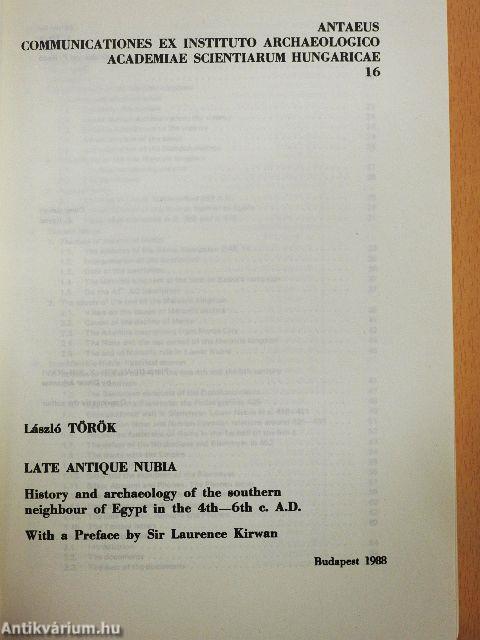 ANTAEUS
COMMUNICATIONES EX INSTITUTO ARCHAEOLOGICO
ACADEMIAE SCIENTIARUM HUNGARICAE
16
László TÖRÖK
LATE ANTIQUE NUBIA
History and archaeology of the southern
neighbour of Egypt in the 4th—6th c. A.D.
With a Preface by Sir Laurence Kirwan
Budapest 1988
Antikvárium.hu